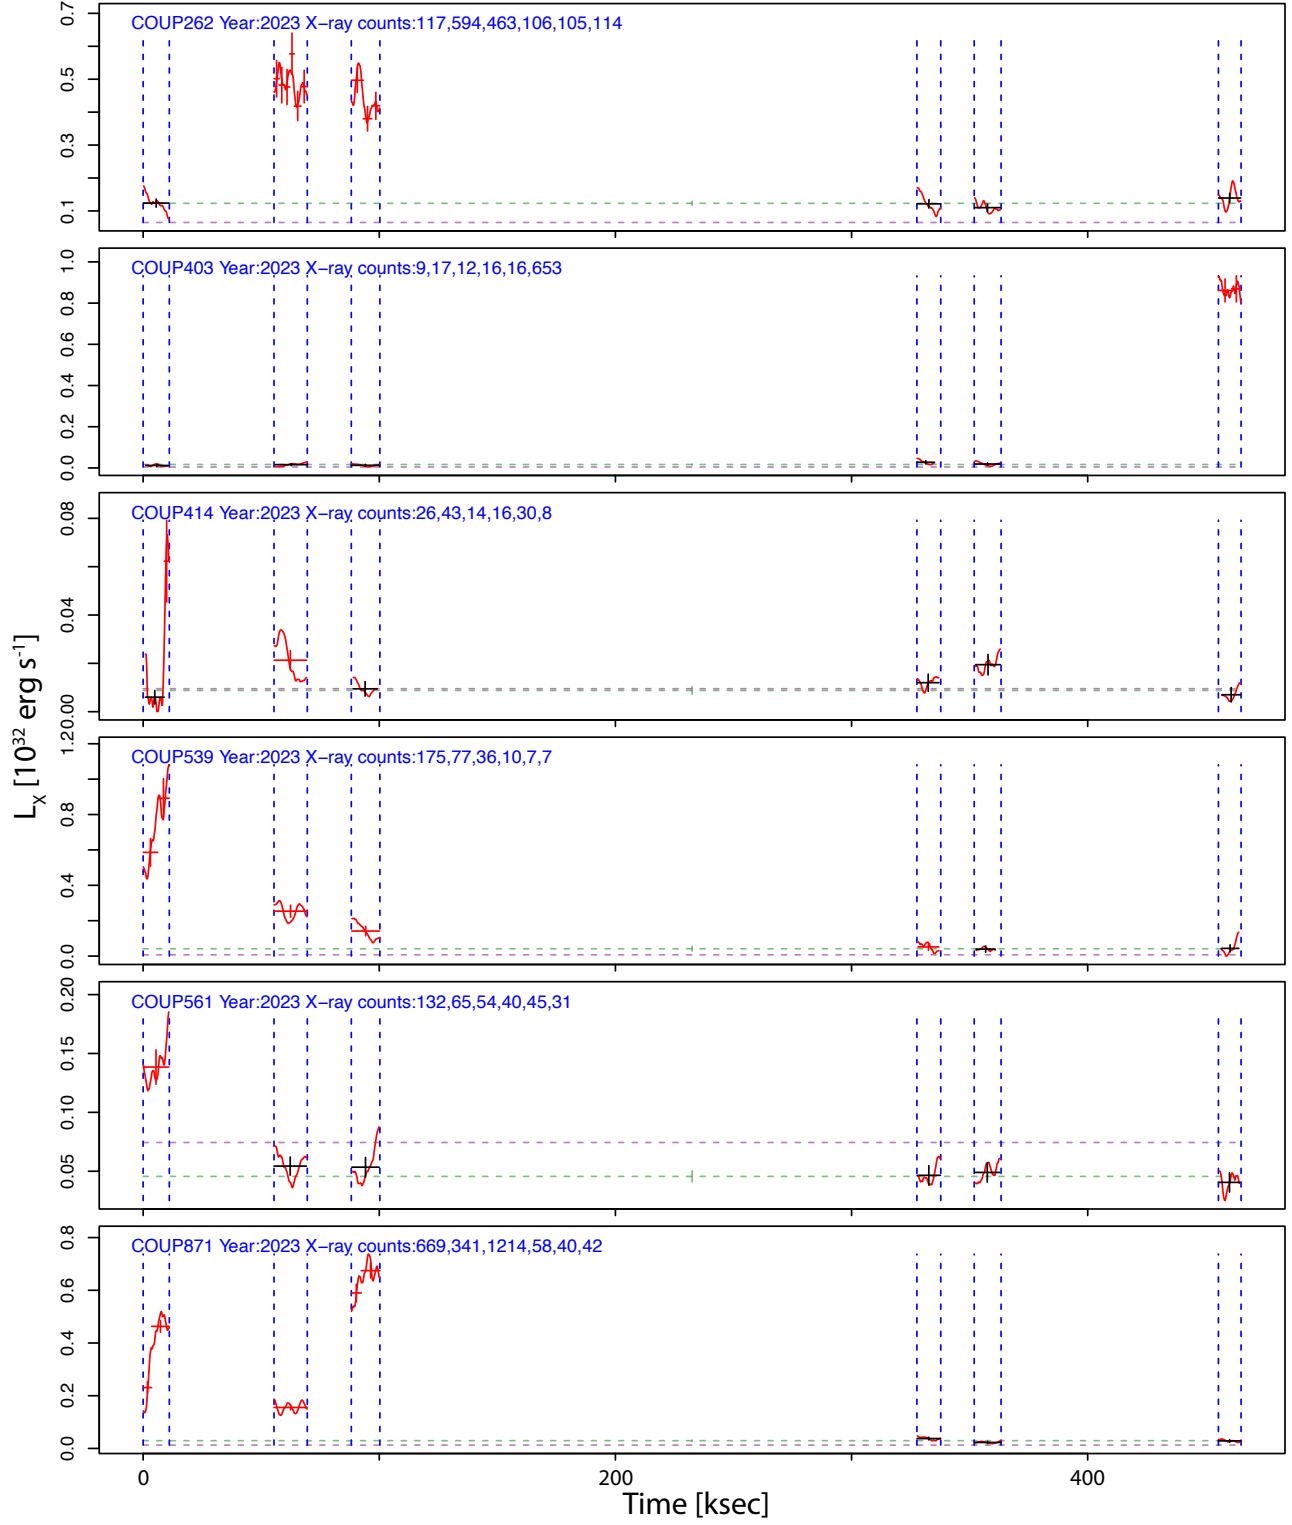 COUP262 Year:2023 X-ray counts:117,594,463,106,105,114
0.7
0.5
0.3
0.1
COUP403 Year:2023 X-ray counts:9,17,12,16,16,653
1.0
0.8
0.6
0.4
0.2
0.0
COUP414 Year:2023 X-ray counts:26,43,14,16,30,8
0.08
0.04
0.00
COUP539 Year:2023 X-ray counts:175,77,36,10,7,7
1.2
0.8
0.4
0.0
COUP561 Year:2023 X-ray counts:132,65,54,40,45,31
0.20
0.15
0.10
0.05
COUP871 Year:2023 X-ray counts:669,341,1214,58,40,42
0.8
0.6
0.4
0.2
0.0
0 200 400
Time [ksec]
LX [10^32 erg s^-1]